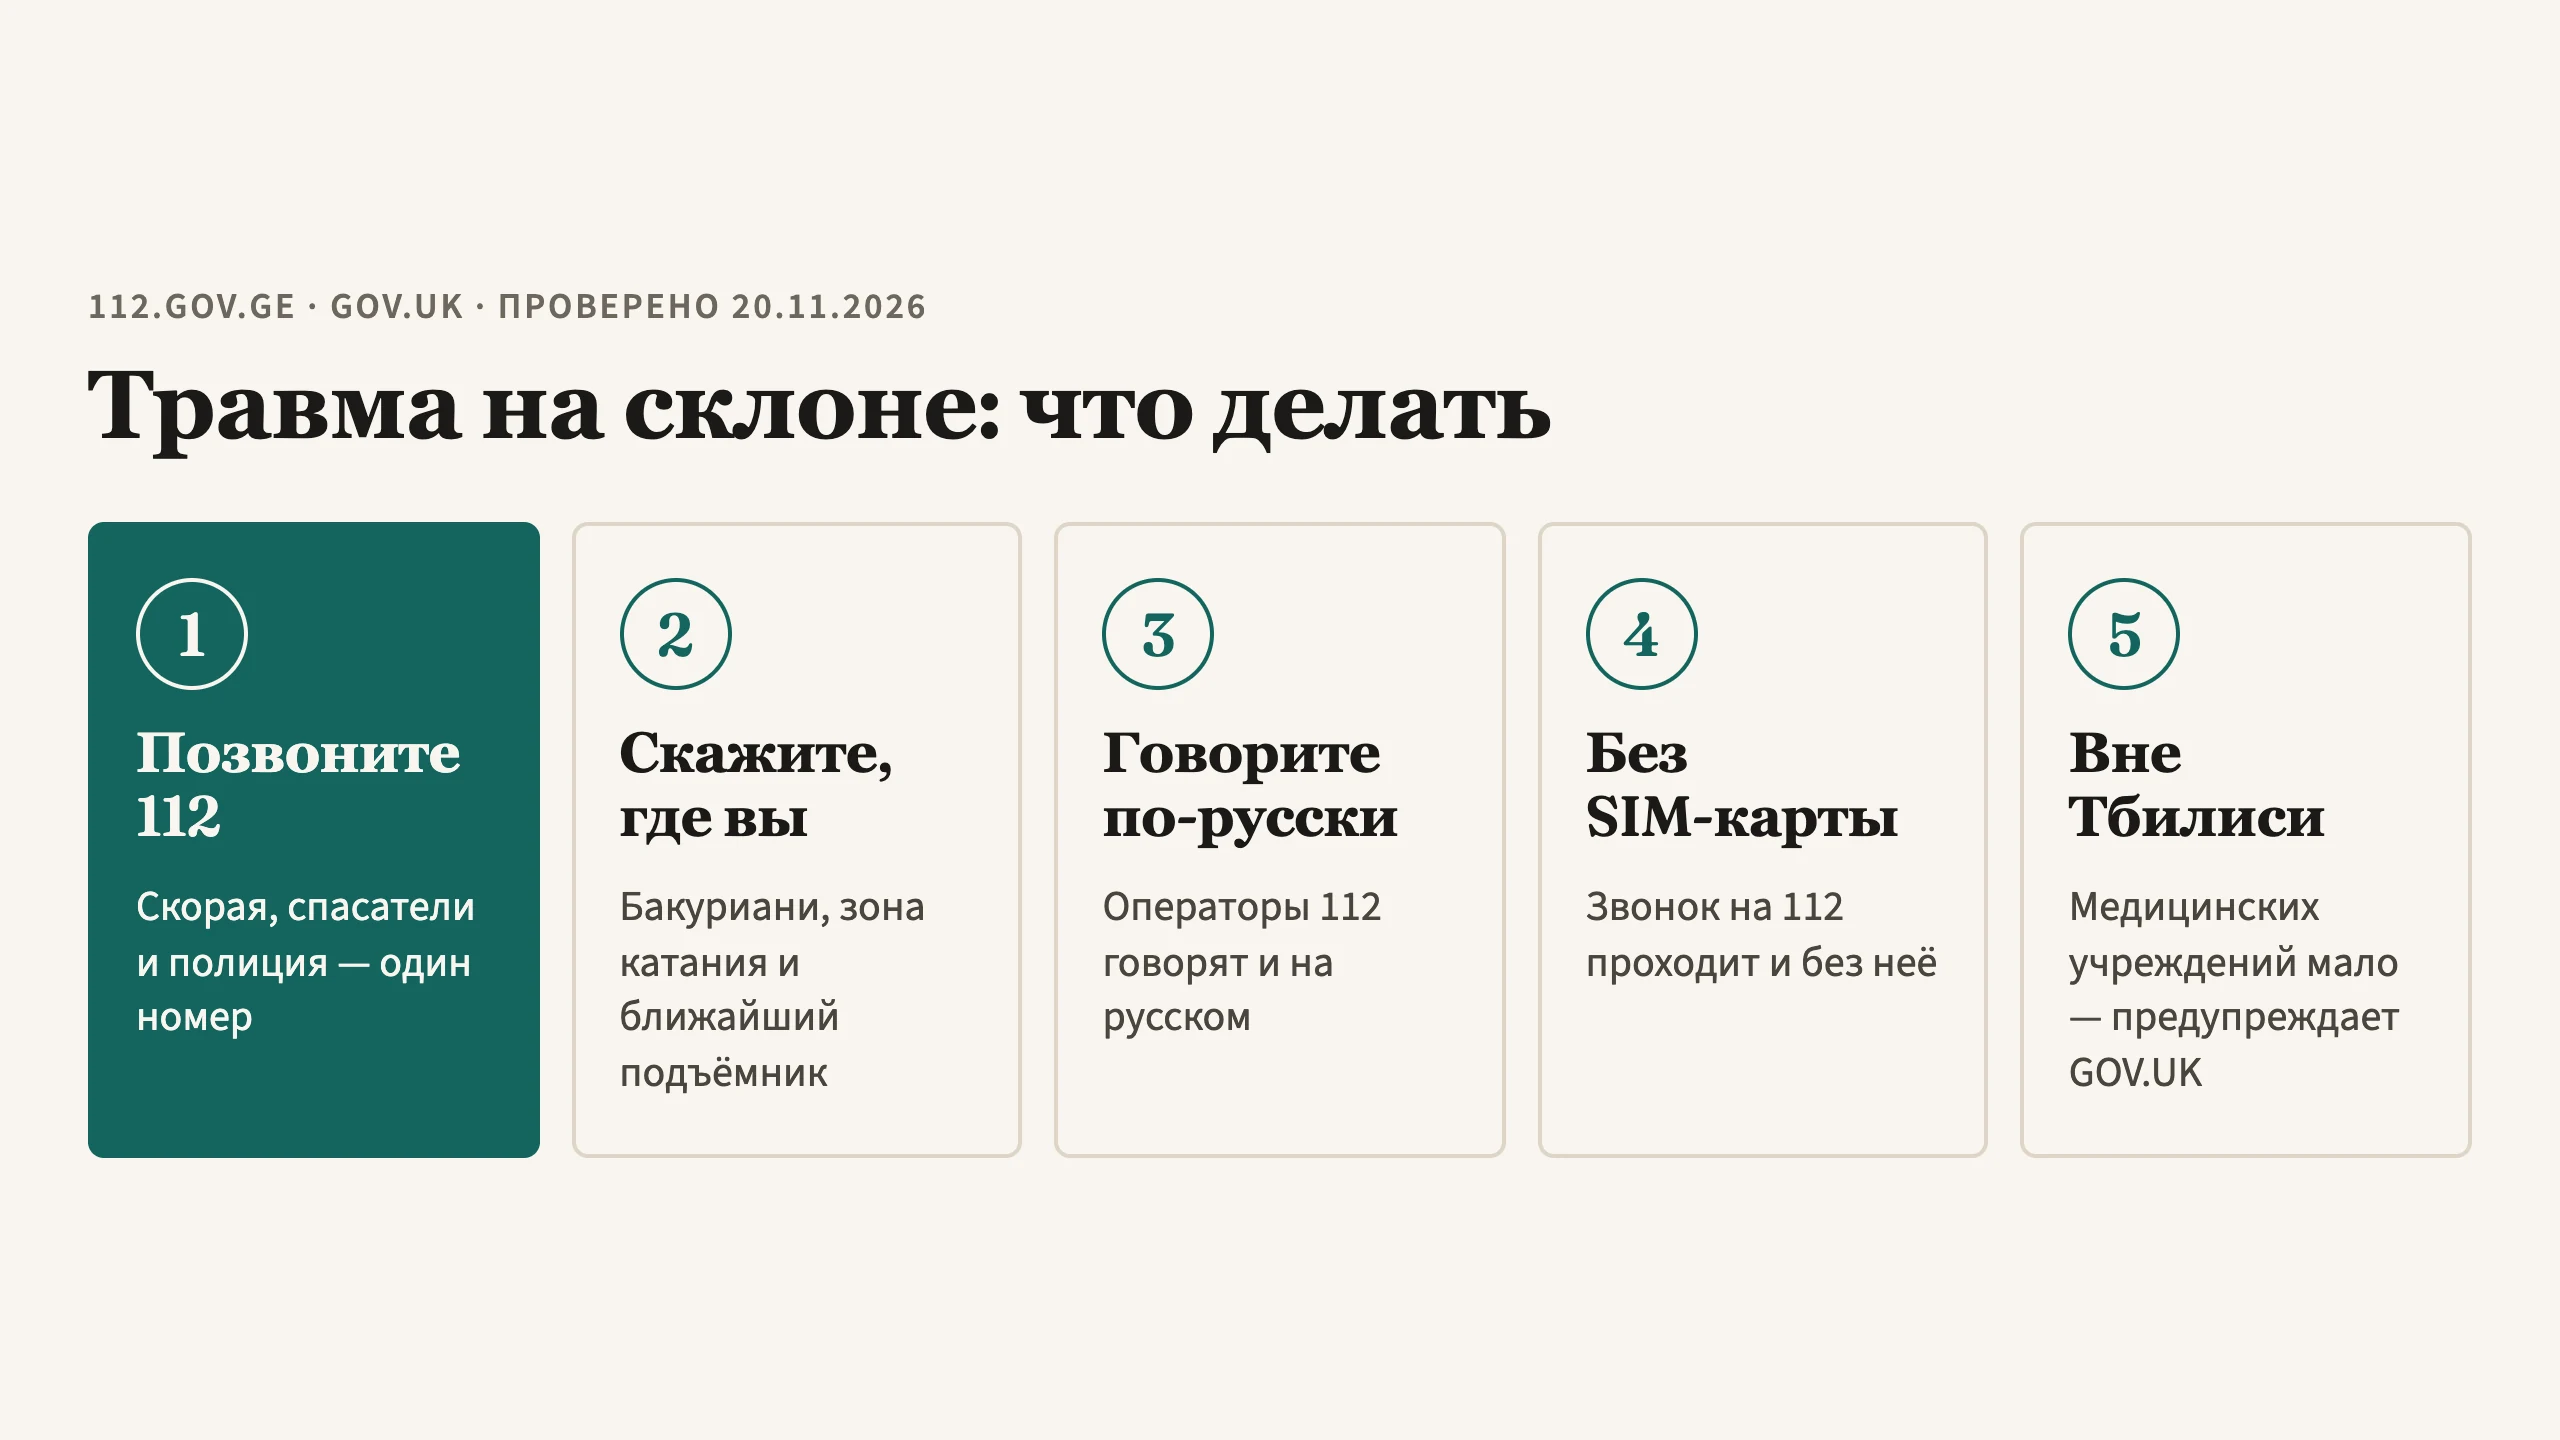 112.GOV.GE · GOV.UK · ПРОВЕРЕНО 20.11.2026
Травма на склоне: что делать
1
Позвоните
112
Скорая, спасатели
и полиция — один
номер
2
Скажите,
где вы
Бакуриани, зона
катания и
ближайший
подъёмник
3
Говорите
по-русски
Операторы 112
говорят и на
русском
4
Без
SIM-карты
Звонок на 112
проходит и без неё
5
Вне
Тбилиси
Медицинских
учреждений мало
— предупреждает
GOV.UK